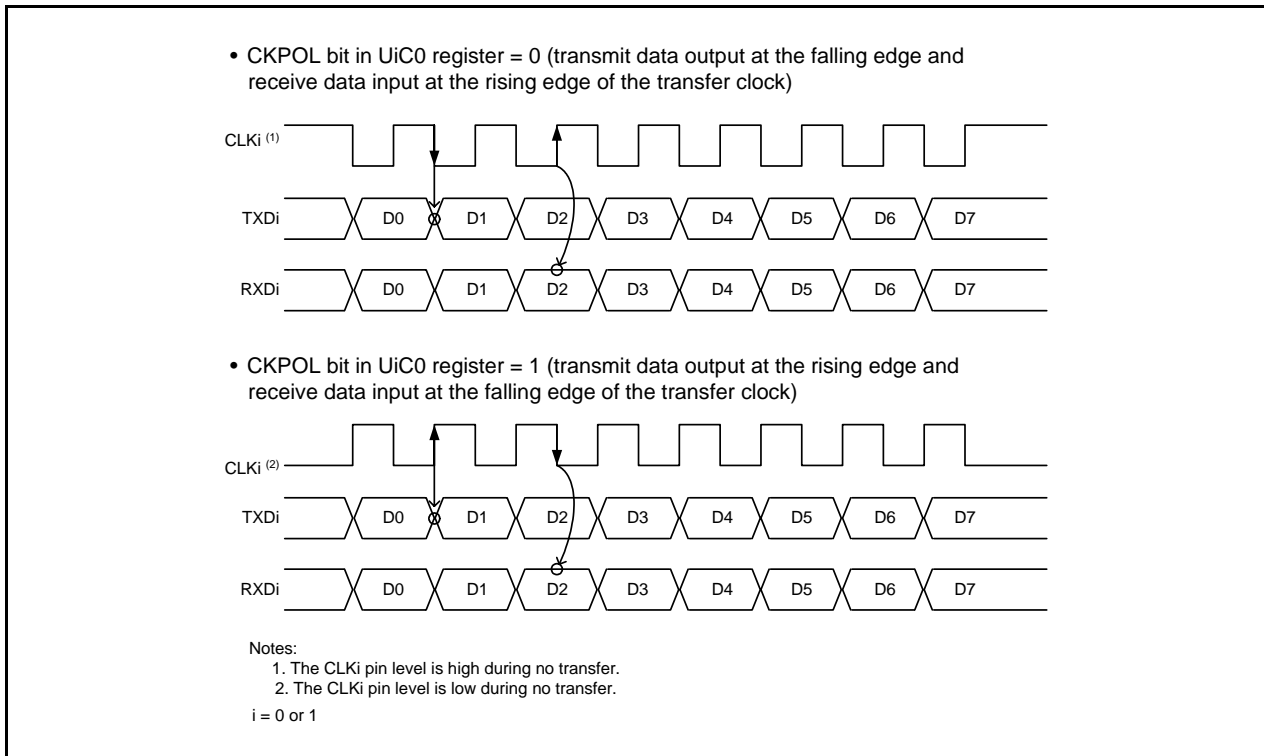 • CKPOL bit in UiC0 register = 0 (transmit data output at the falling edge and
receive data input at the rising edge of the transfer clock)
CLKi (1)
TXDi D0 D1 D2 D3 D4 D5 D6 D7
RXDi D0 D1 D2 D3 D4 D5 D6 D7
• CKPOL bit in UiC0 register = 1 (transmit data output at the rising edge and
receive data input at the falling edge of the transfer clock)
CLKi (2)
TXDi D0 D1 D2 D3 D4 D5 D6 D7
RXDi D0 D1 D2 D3 D4 D5 D6 D7
Notes:
1. The CLKi pin level is high during no transfer.
2. The CLKi pin level is low during no transfer.
i = 0 or 1